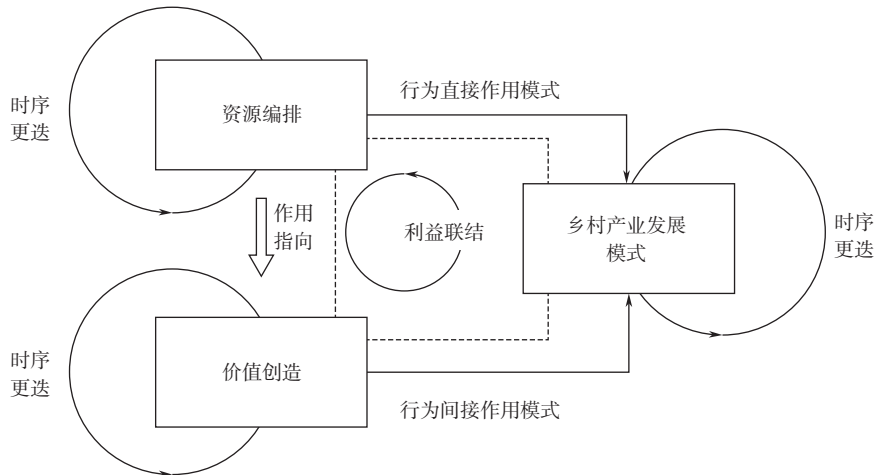 资源编排
行为直接作用模式
时序
更迭
作用
指向
利益联结
乡村产业发展
模式
时序
更迭
时序
更迭
价值创造
行为间接作用模式